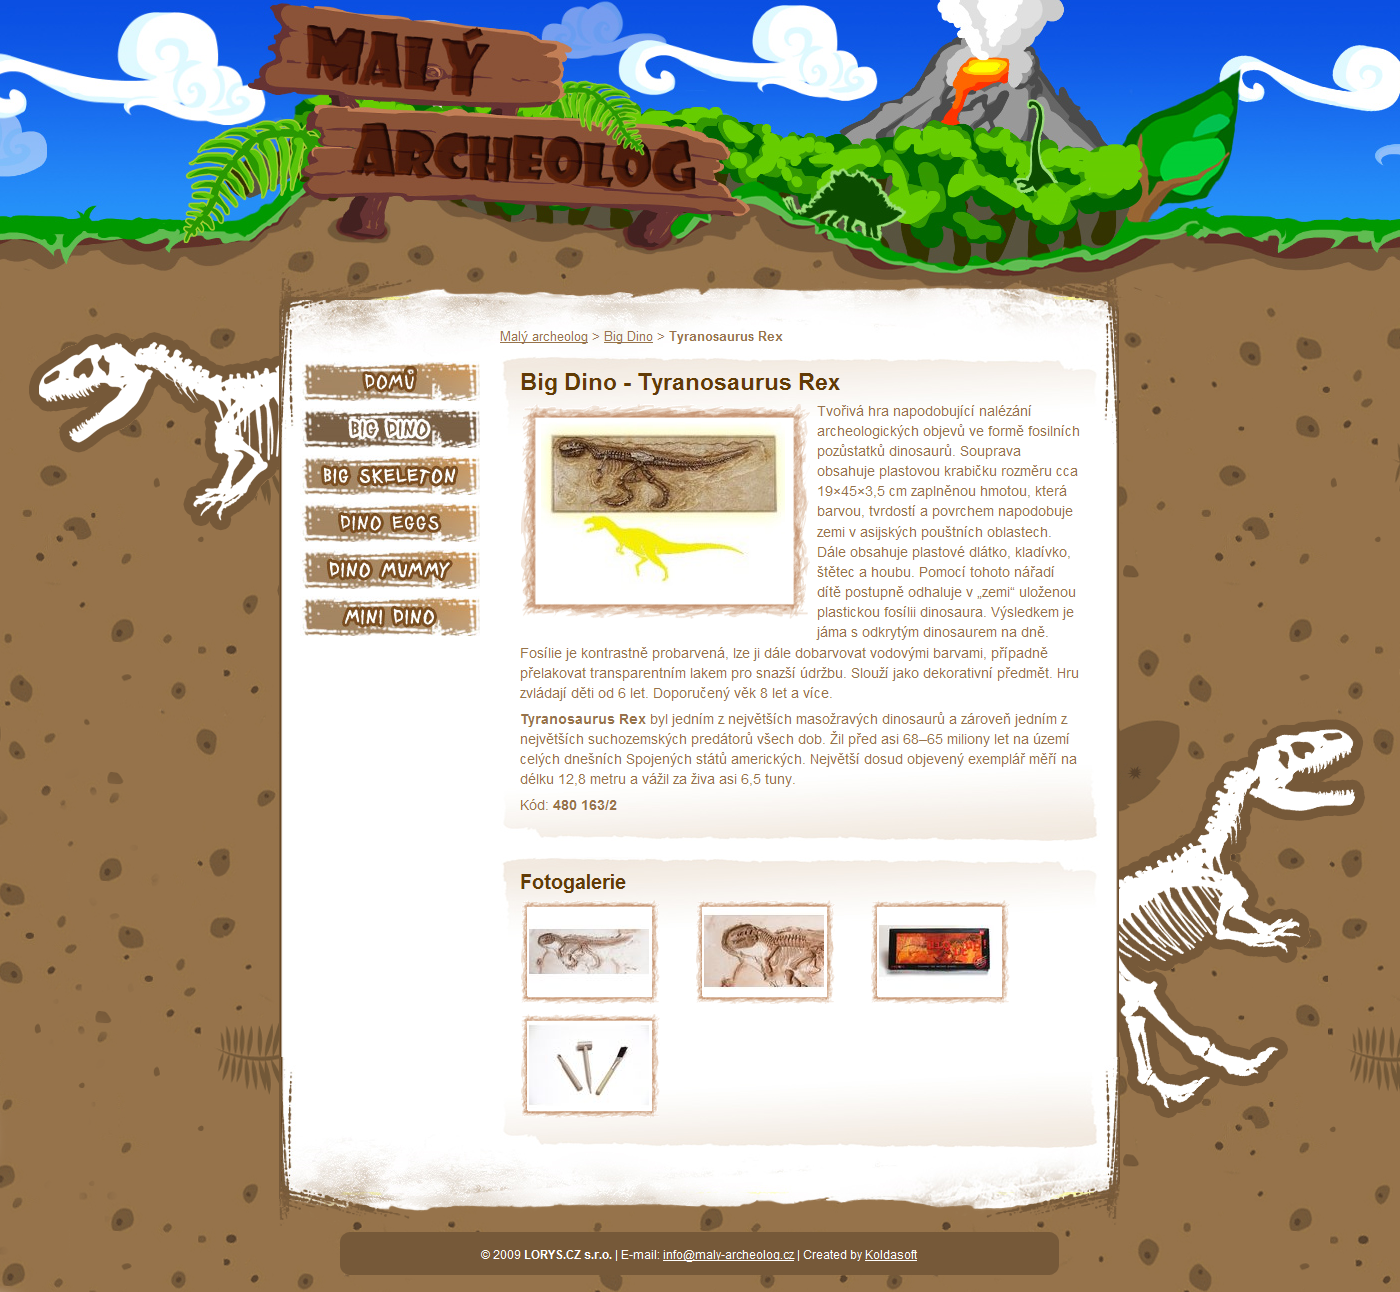 MALÝ
ARCHEOLOG
Malý archeolog > Big Dino > Tyranosaurus Rex
DOMŮ
BIG DINO
BIG SKELETON
DINO EGGS
DINO MUMMY
MINI DINO
Big Dino - Tyranosaurus Rex
Tvořivá hra napodobující nalézání
archeologických objevů ve formě fosilních
pozůstatků dinosaurů. Souprava
obsahuje plastovou krabičku rozměru cca
19×45×3,5 cm zaplněnou hmotou, která
barvou, tvrdostí a povrchem napodobuje
zemi v asijských pouštních oblastech.
Dále obsahuje plastové dlátko, kladívko,
štětec a houbu. Pomocí tohoto nářadí
dítě postupně odhaluje v „zemi“ uloženou
plastickou fosílii dinosaura. Výsledkem je
jáma s odkrytým dinosaurem na dně.
Fosílie je kontrastně probarvená, lze ji dále dobarvovat vodovými barvami, případně
přelakovat transparentním lakem pro snazší údržbu. Slouží jako dekorativní předmět. Hru
zvládají děti od 6 let. Doporučený věk 8 let a více.
Tyranosaurus Rex byl jedním z největších masožravých dinosaurů a zároveň jedním z
největších suchozemských predátorů všech dob. Žil před asi 68–65 miliony let na území
celých dnešních Spojených států amerických. Největší dosud objevený exemplář měří na
délku 12,8 metru a vážil za živa asi 6,5 tuny.
Kód: 480 163/2
Fotogalerie
© 2009 LORYS.CZ s.r.o. | E-mail: info@maly-archeolog.cz | Created by Koldasoft